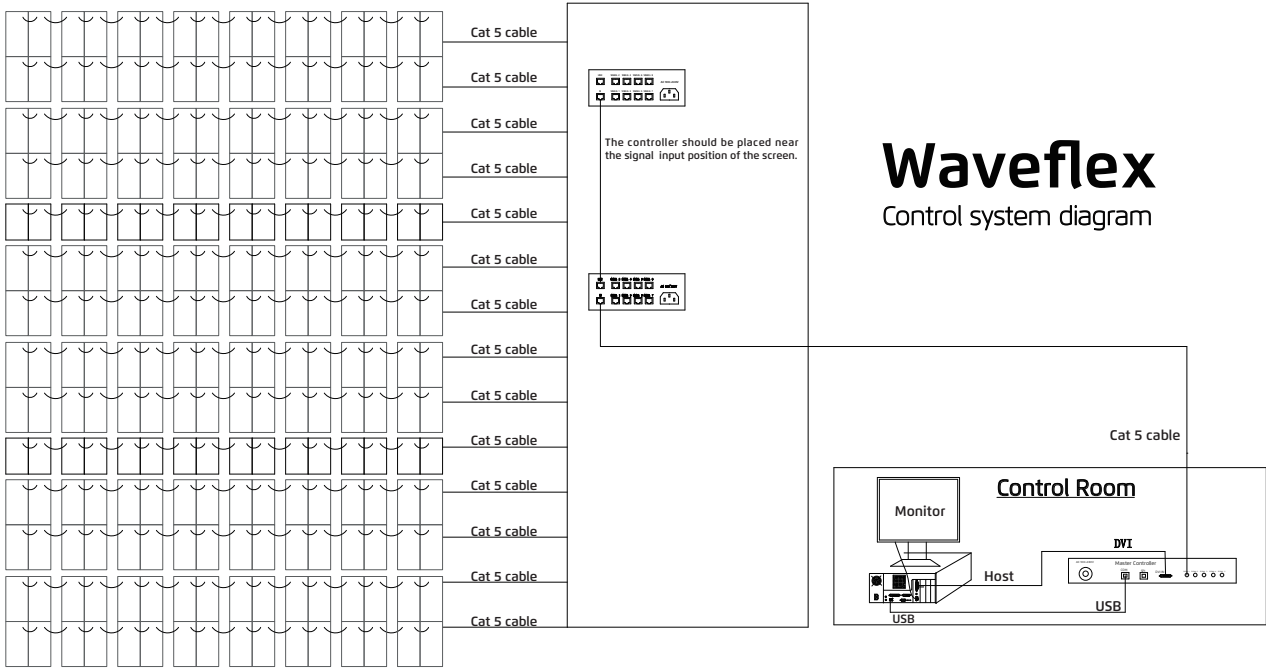 Cat 5 cable
Cat 5 cable
Cat 5 cable
Cat 5 cable
Cat 5 cable
Cat 5 cable
Cat 5 cable
Cat 5 cable
Cat 5 cable
Cat 5 cable
Cat 5 cable
Cat 5 cable
Cat 5 cable
Cat 5 cable
The controller should be placed near
the signal input position of the screen.
Waveflex
Control system diagram
Cat 5 cable
Control Room
Monitor
DVI
Master Controller
Host
USB
USB